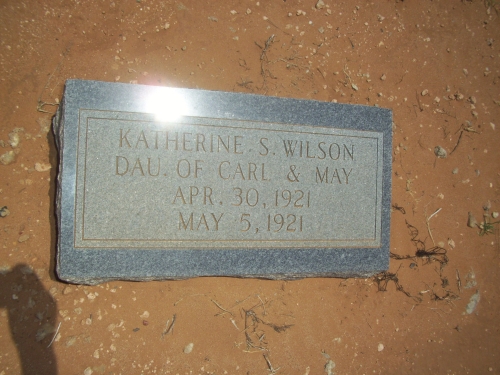 KATHERINE S. WILSON
DAU. OF CARL & MAY
APR. 30, 1921
MAY 5, 1921